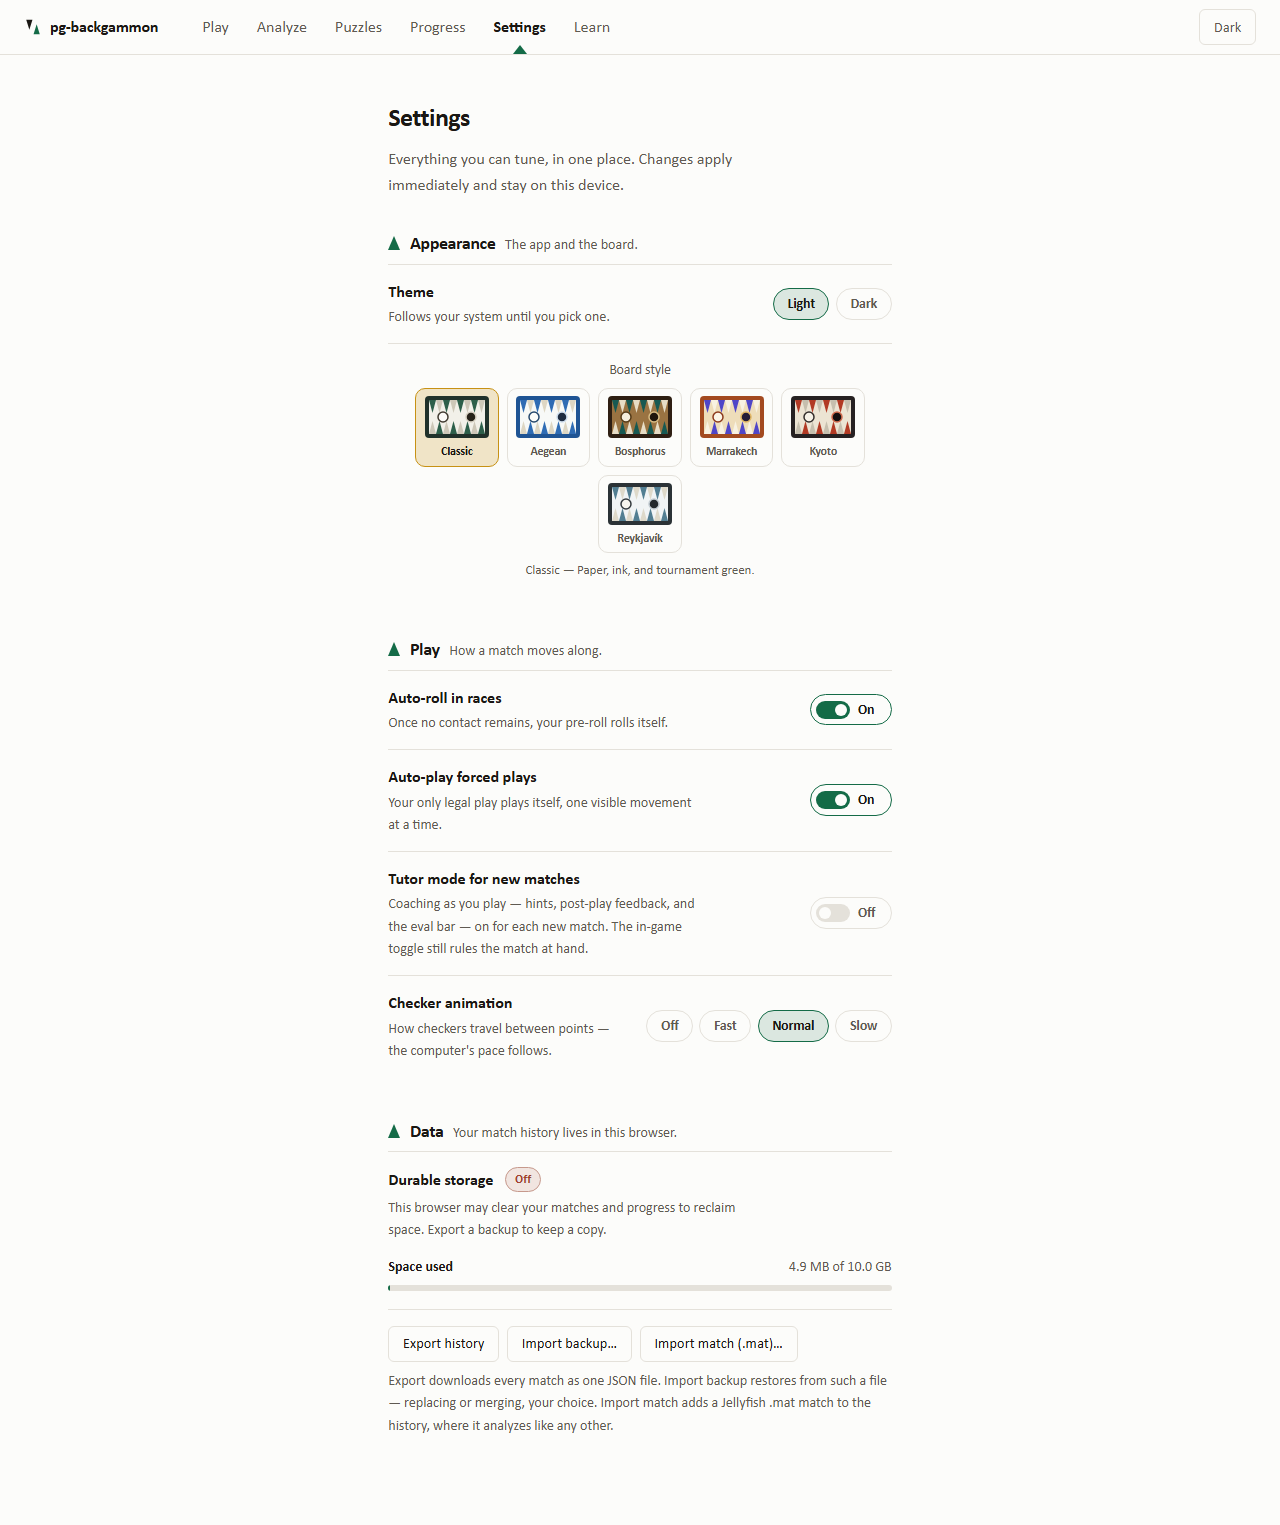 pg-backgammon
Play
Analyze
Puzzles
Progress
Settings
Learn
Dark
Settings
Everything you can tune, in one place. Changes apply
immediately and stay on this device.
Appearance The app and the board.
Theme
Follows your system until you pick one.
Light
Dark
Board style
Classic
Aegean
Bosphorus
Marrakech
Kyoto
Reykjavík
Classic — Paper, ink, and tournament green.
Play How a match moves along.
Auto-roll in races
Once no contact remains, your pre-roll rolls itself.
On
Auto-play forced plays
Your only legal play plays itself, one visible movement
at a time.
On
Tutor mode for new matches
Coaching as you play — hints, post-play feedback, and
the eval bar — on for each new match. The in-game
toggle still rules the match at hand.
Off
Checker animation
How checkers travel between points —
the computer's pace follows.
Off
Fast
Normal
Slow
Data Your match history lives in this browser.
Durable storage Off
This browser may clear your matches and progress to reclaim
space. Export a backup to keep a copy.
Space used
4.9 MB of 10.0 GB
Export history
Import backup...
Import match (.mat)...
Export downloads every match as one JSON file. Import backup restores from such a file
— replacing or merging, your choice. Import match adds a Jellyfish .mat match to the
history, where it analyzes like any other.